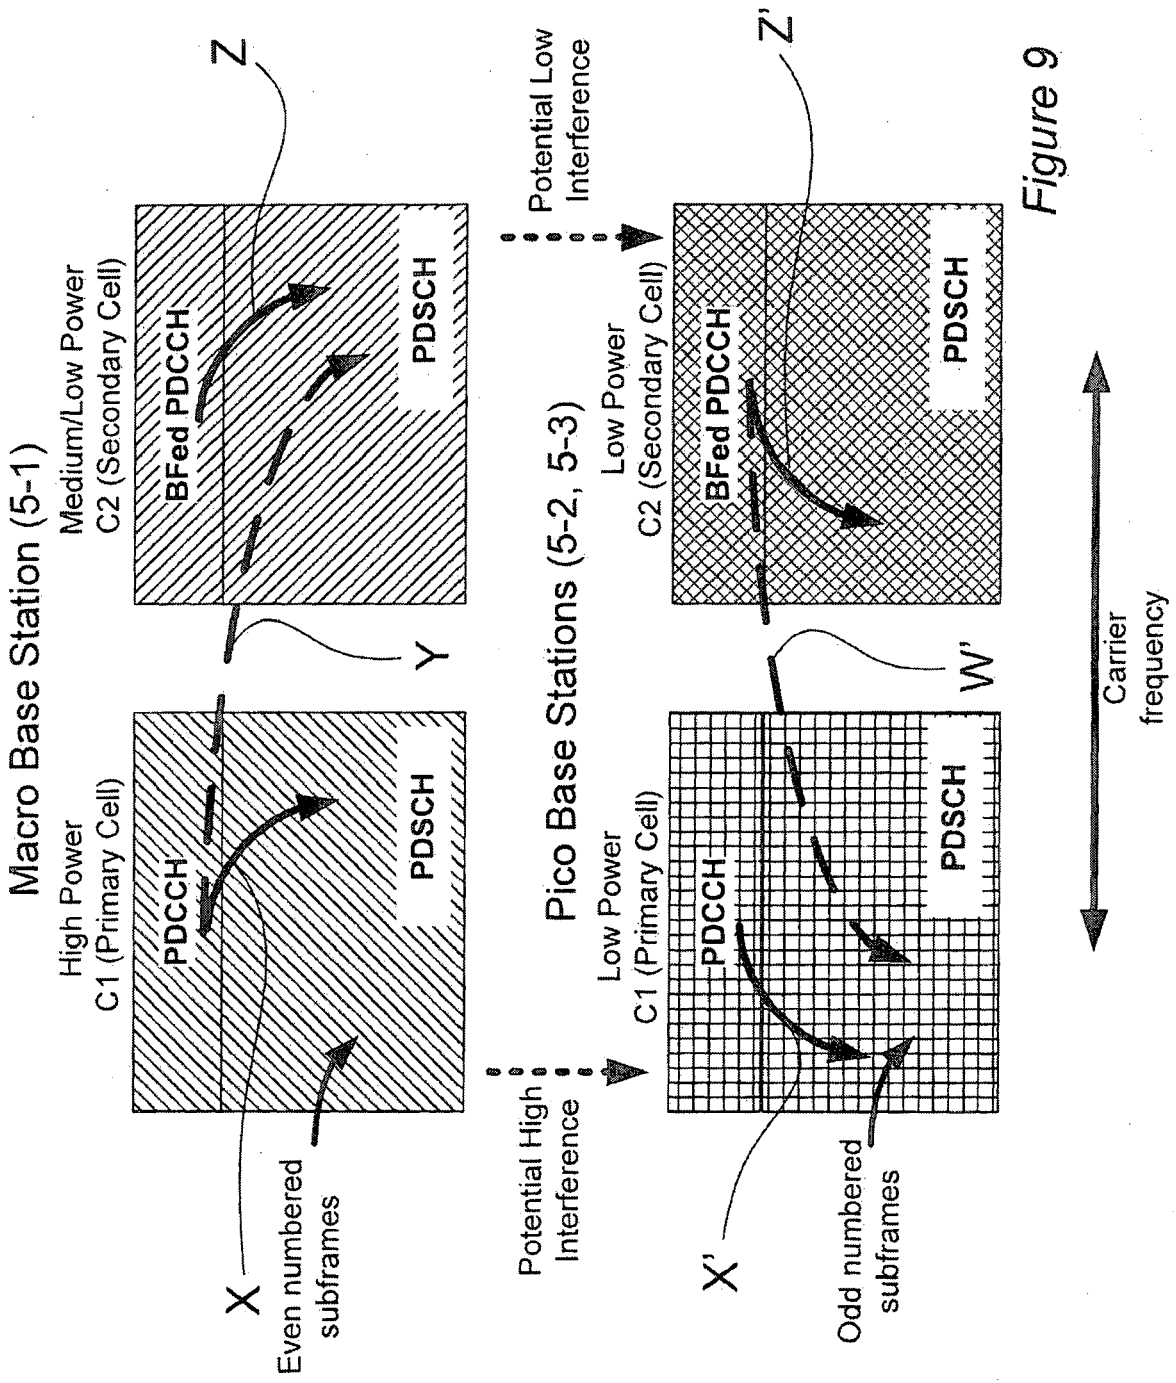 Macro Base Station (5-1)
High Power
C1 (Primary Cell)
Medium/Low Power
C2 (Secondary Cell)
PDCCH
PDSCH
BFed PDCCH
PDSCH
X
Even numbered
subframes
Y
Z
Potential High
Interference
Potential Low
Interference
Pico Base Stations (5-2, 5-3)
Low Power
C1 (Primary Cell)
Low Power
C2 (Secondary Cell)
PDCCH
PDSCH
BFed PDCCH
PDSCH
X'
Odd numbered
subframes
W'
Z'
Carrier
frequency
Figure 9